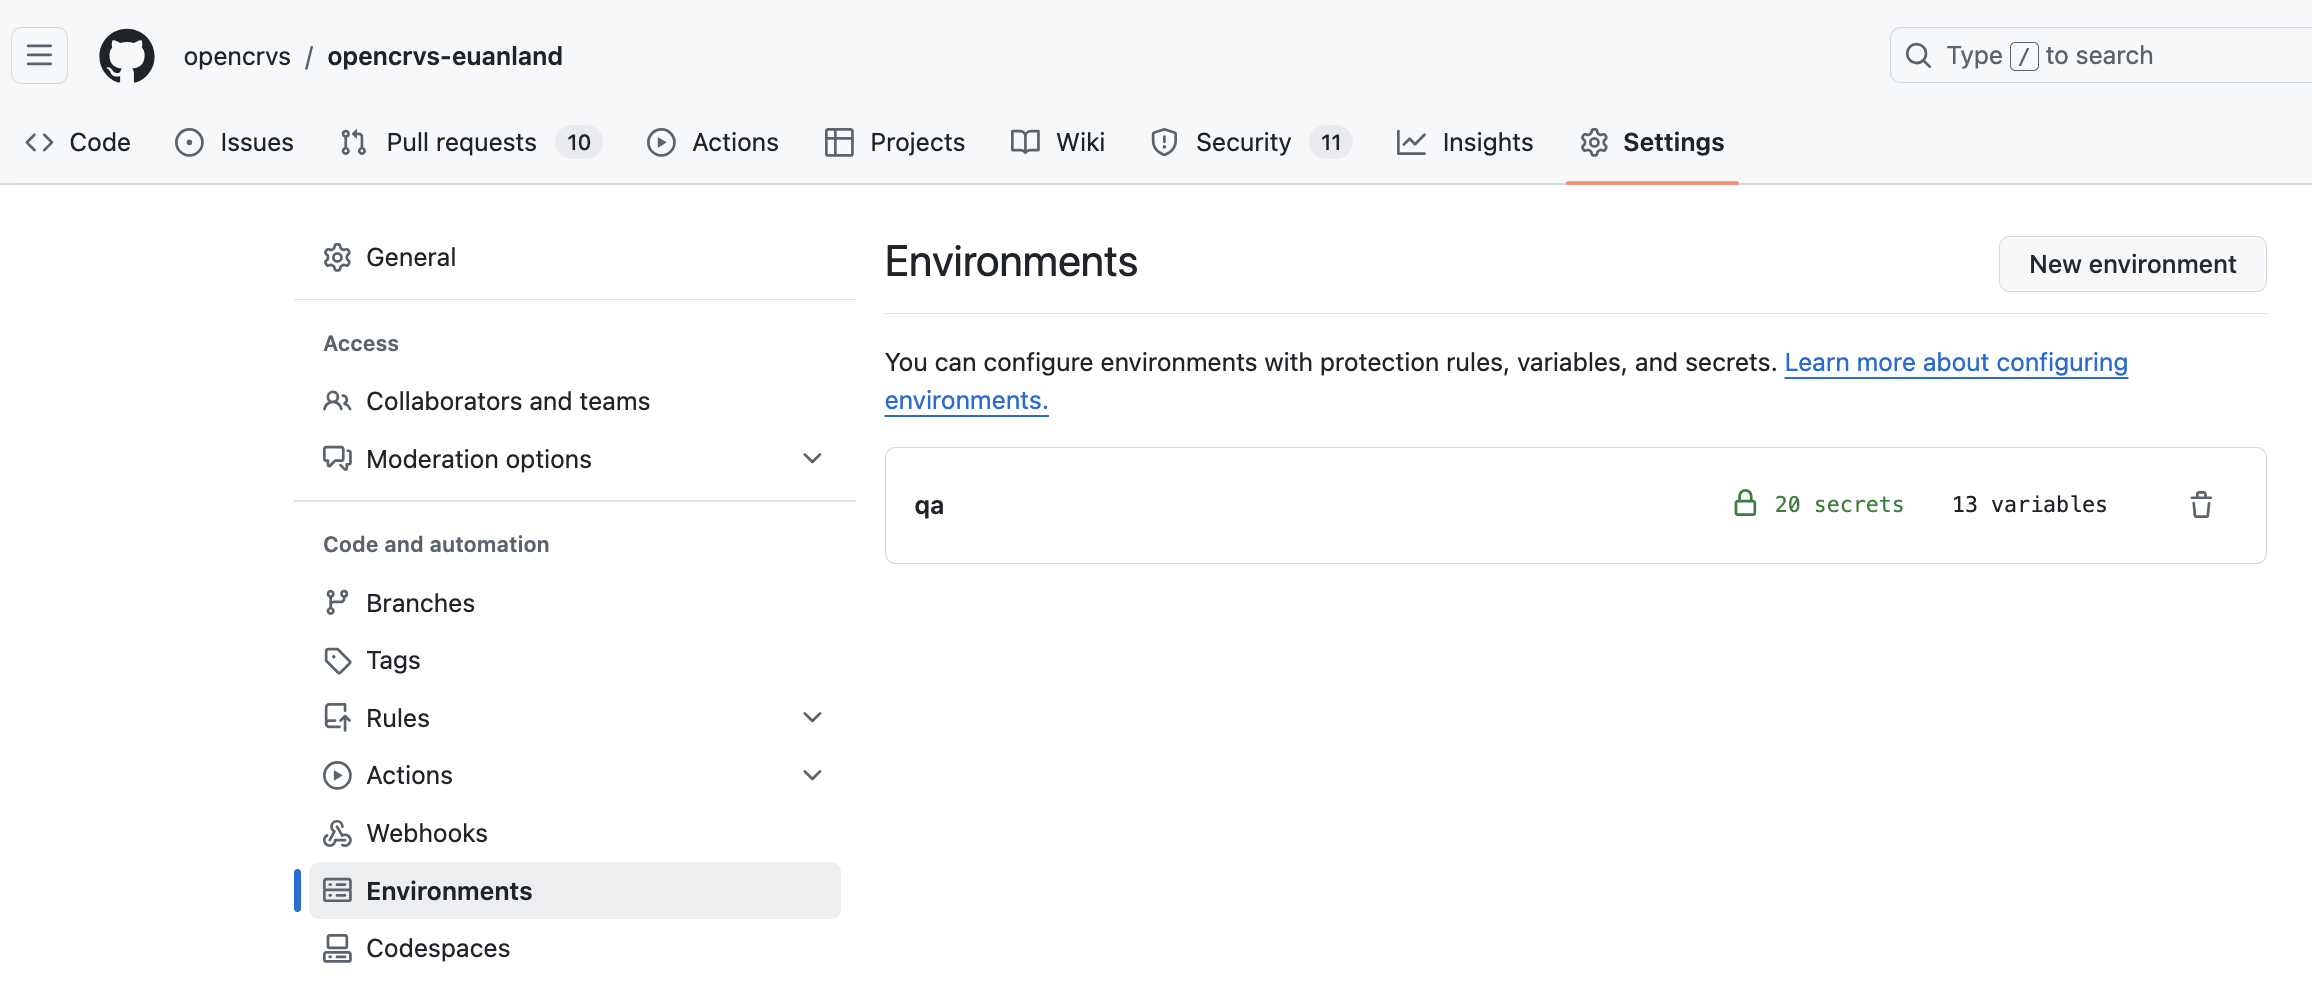 opencrvs / opencrvs-euanland
Type / to search
Code Issues Pull requests 10 Actions Projects Wiki Security 11 Insights Settings
General
Access
Collaborators and teams
Moderation options
Code and automation
Branches
Tags
Rules
Actions
Webhooks
Environments
Codespaces
Environments
New environment
You can configure environments with protection rules, variables, and secrets. Learn more about configuring
environments.
qa 20 secrets 13 variables